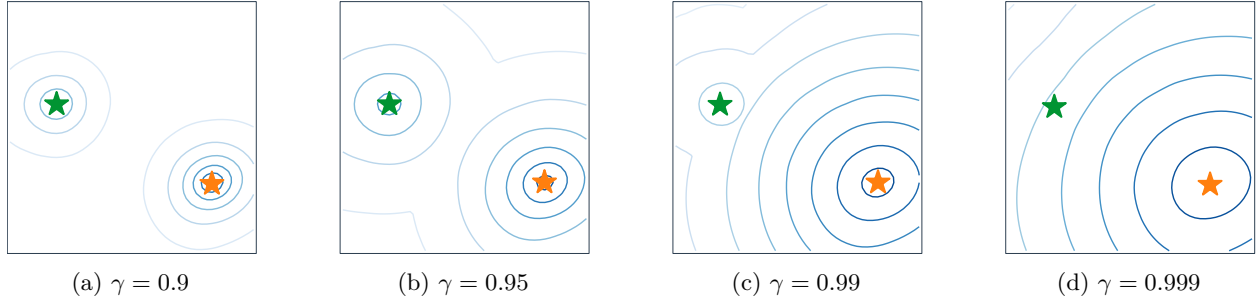 (a) γ = 0.9
(b) γ = 0.95
(c) γ = 0.99
(d) γ = 0.999